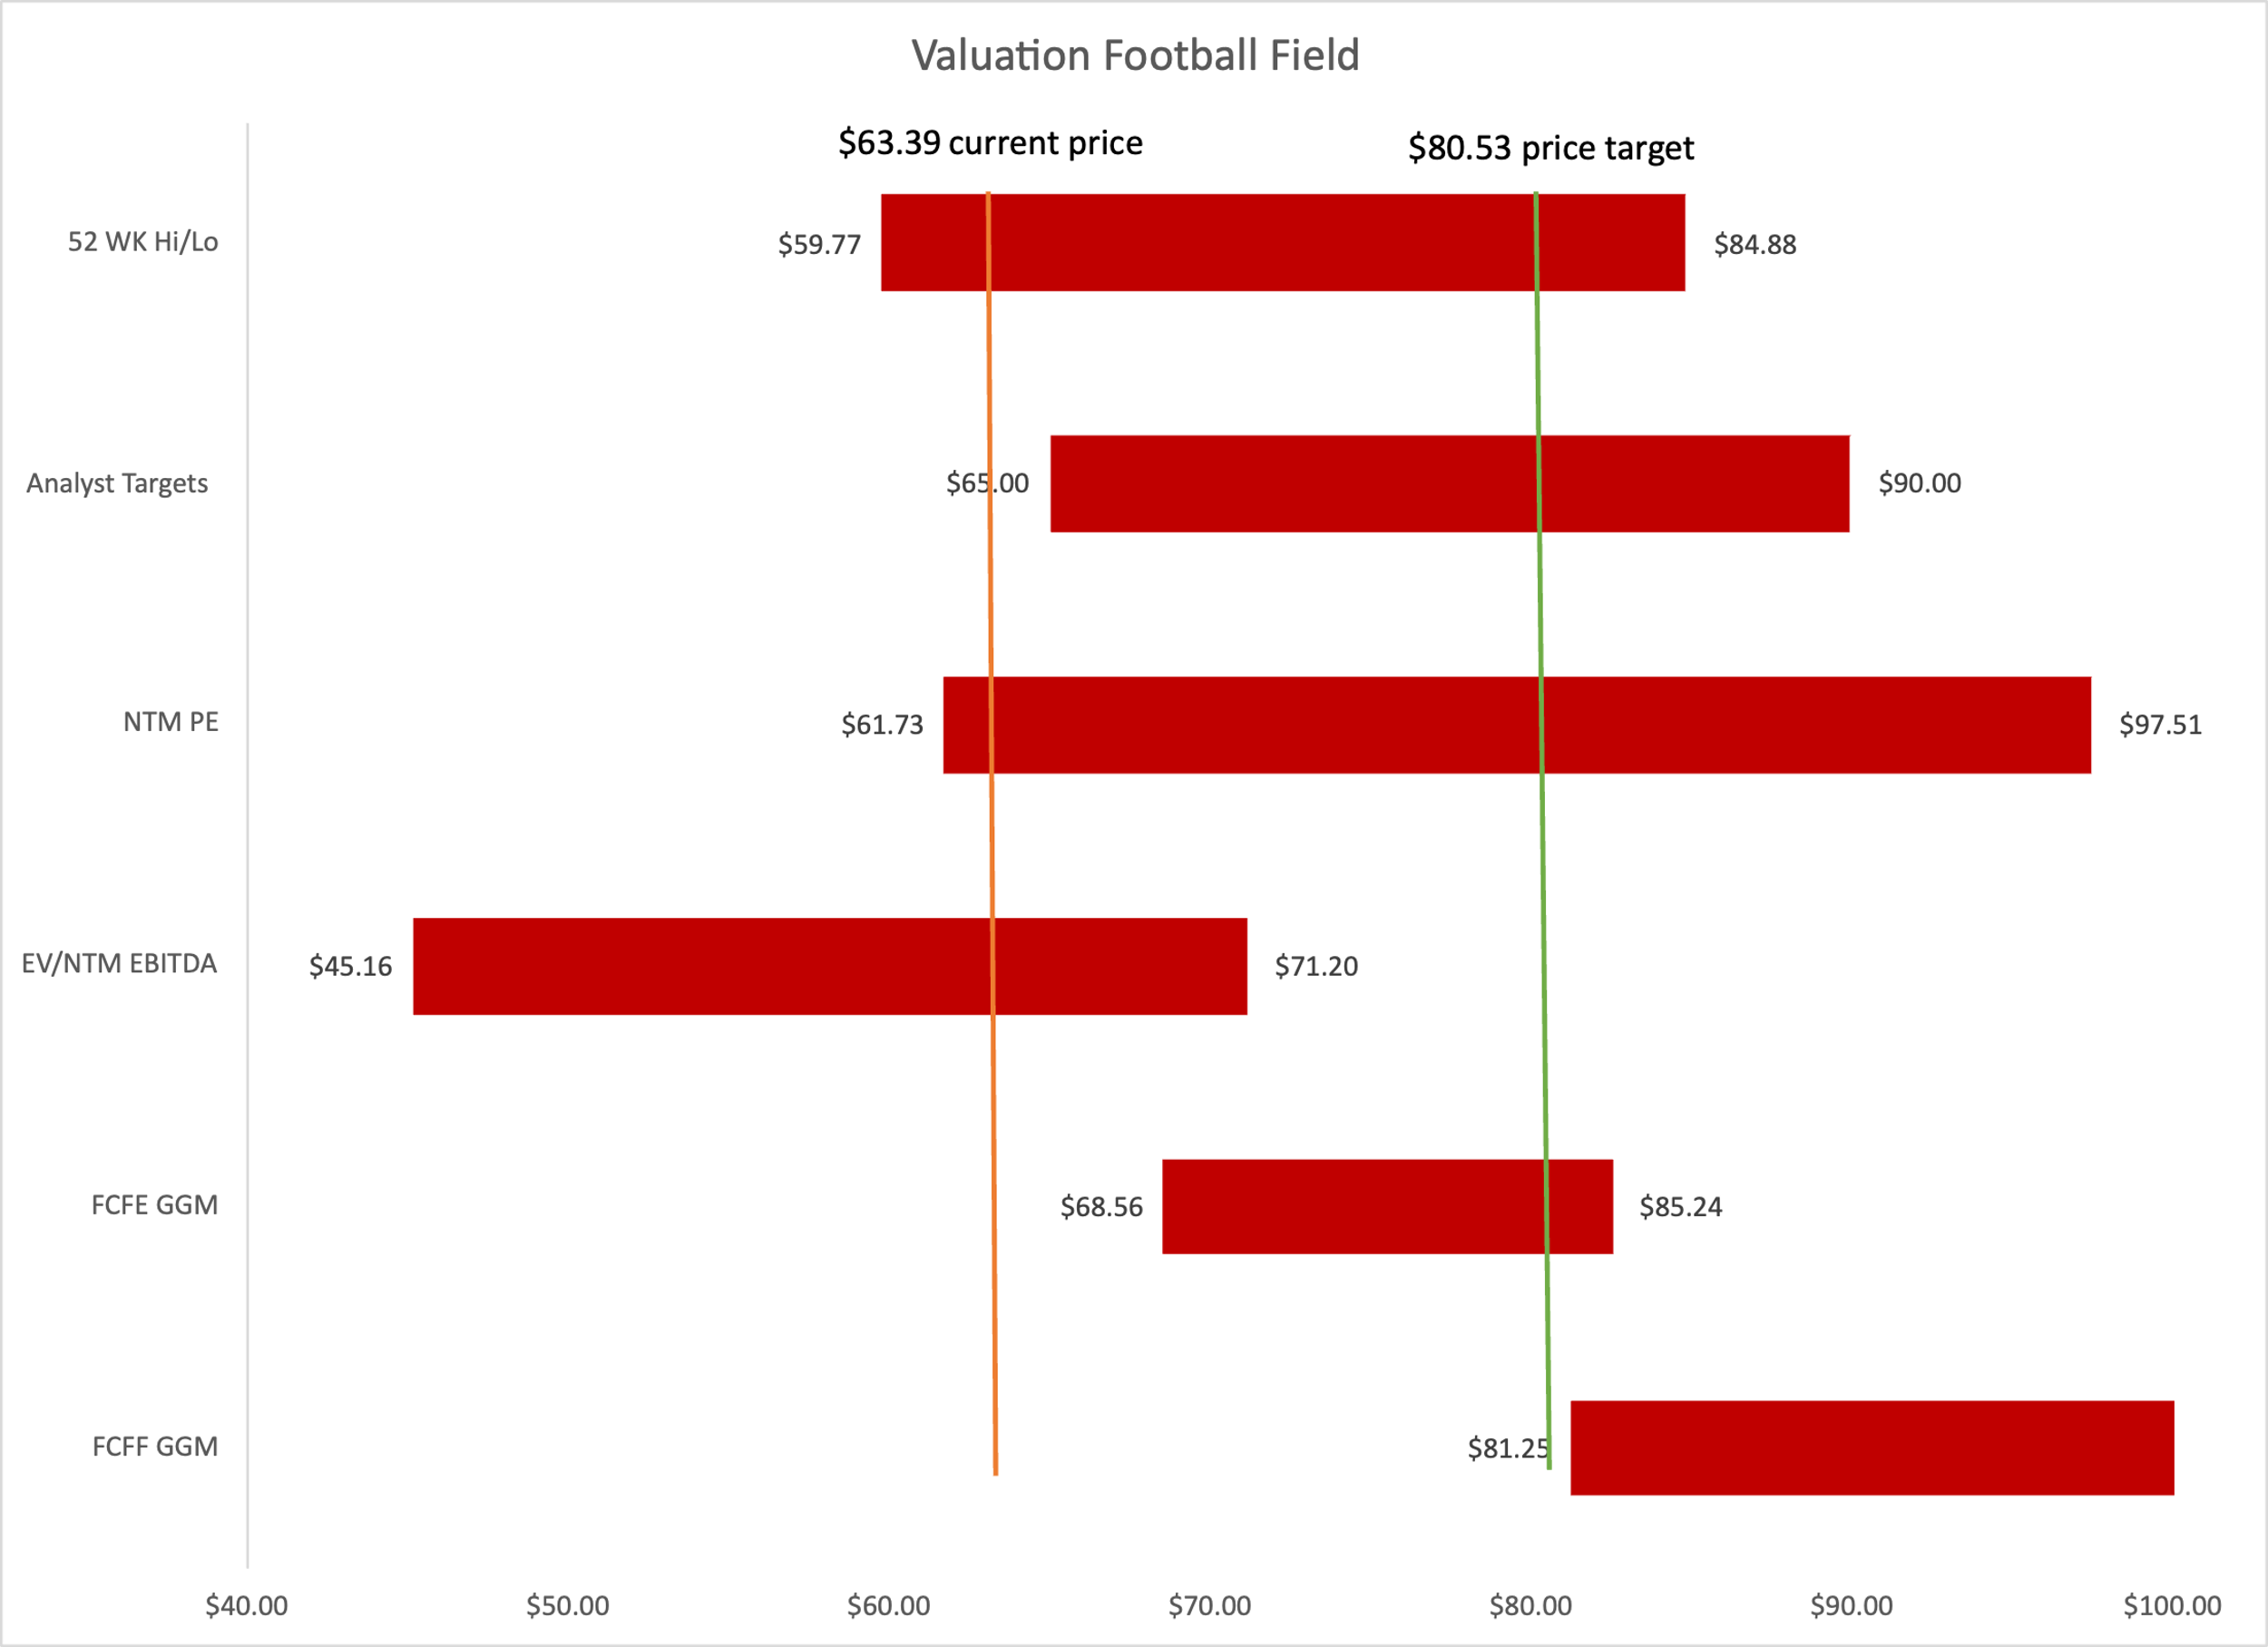 Valuation Football Field
$63.39 current price
$80.53 price target
52 WK Hi/Lo
$59.77
$84.88
Analyst Targets
$65.00
$90.00
NTM PE
$61.73
$97.51
EV/NTM EBITDA
$45.16
$71.20
FCFE GGM
$68.56
$85.24
FCFF GGM
$81.25
$40.00
$50.00
$60.00
$70.00
$80.00
$90.00
$100.00